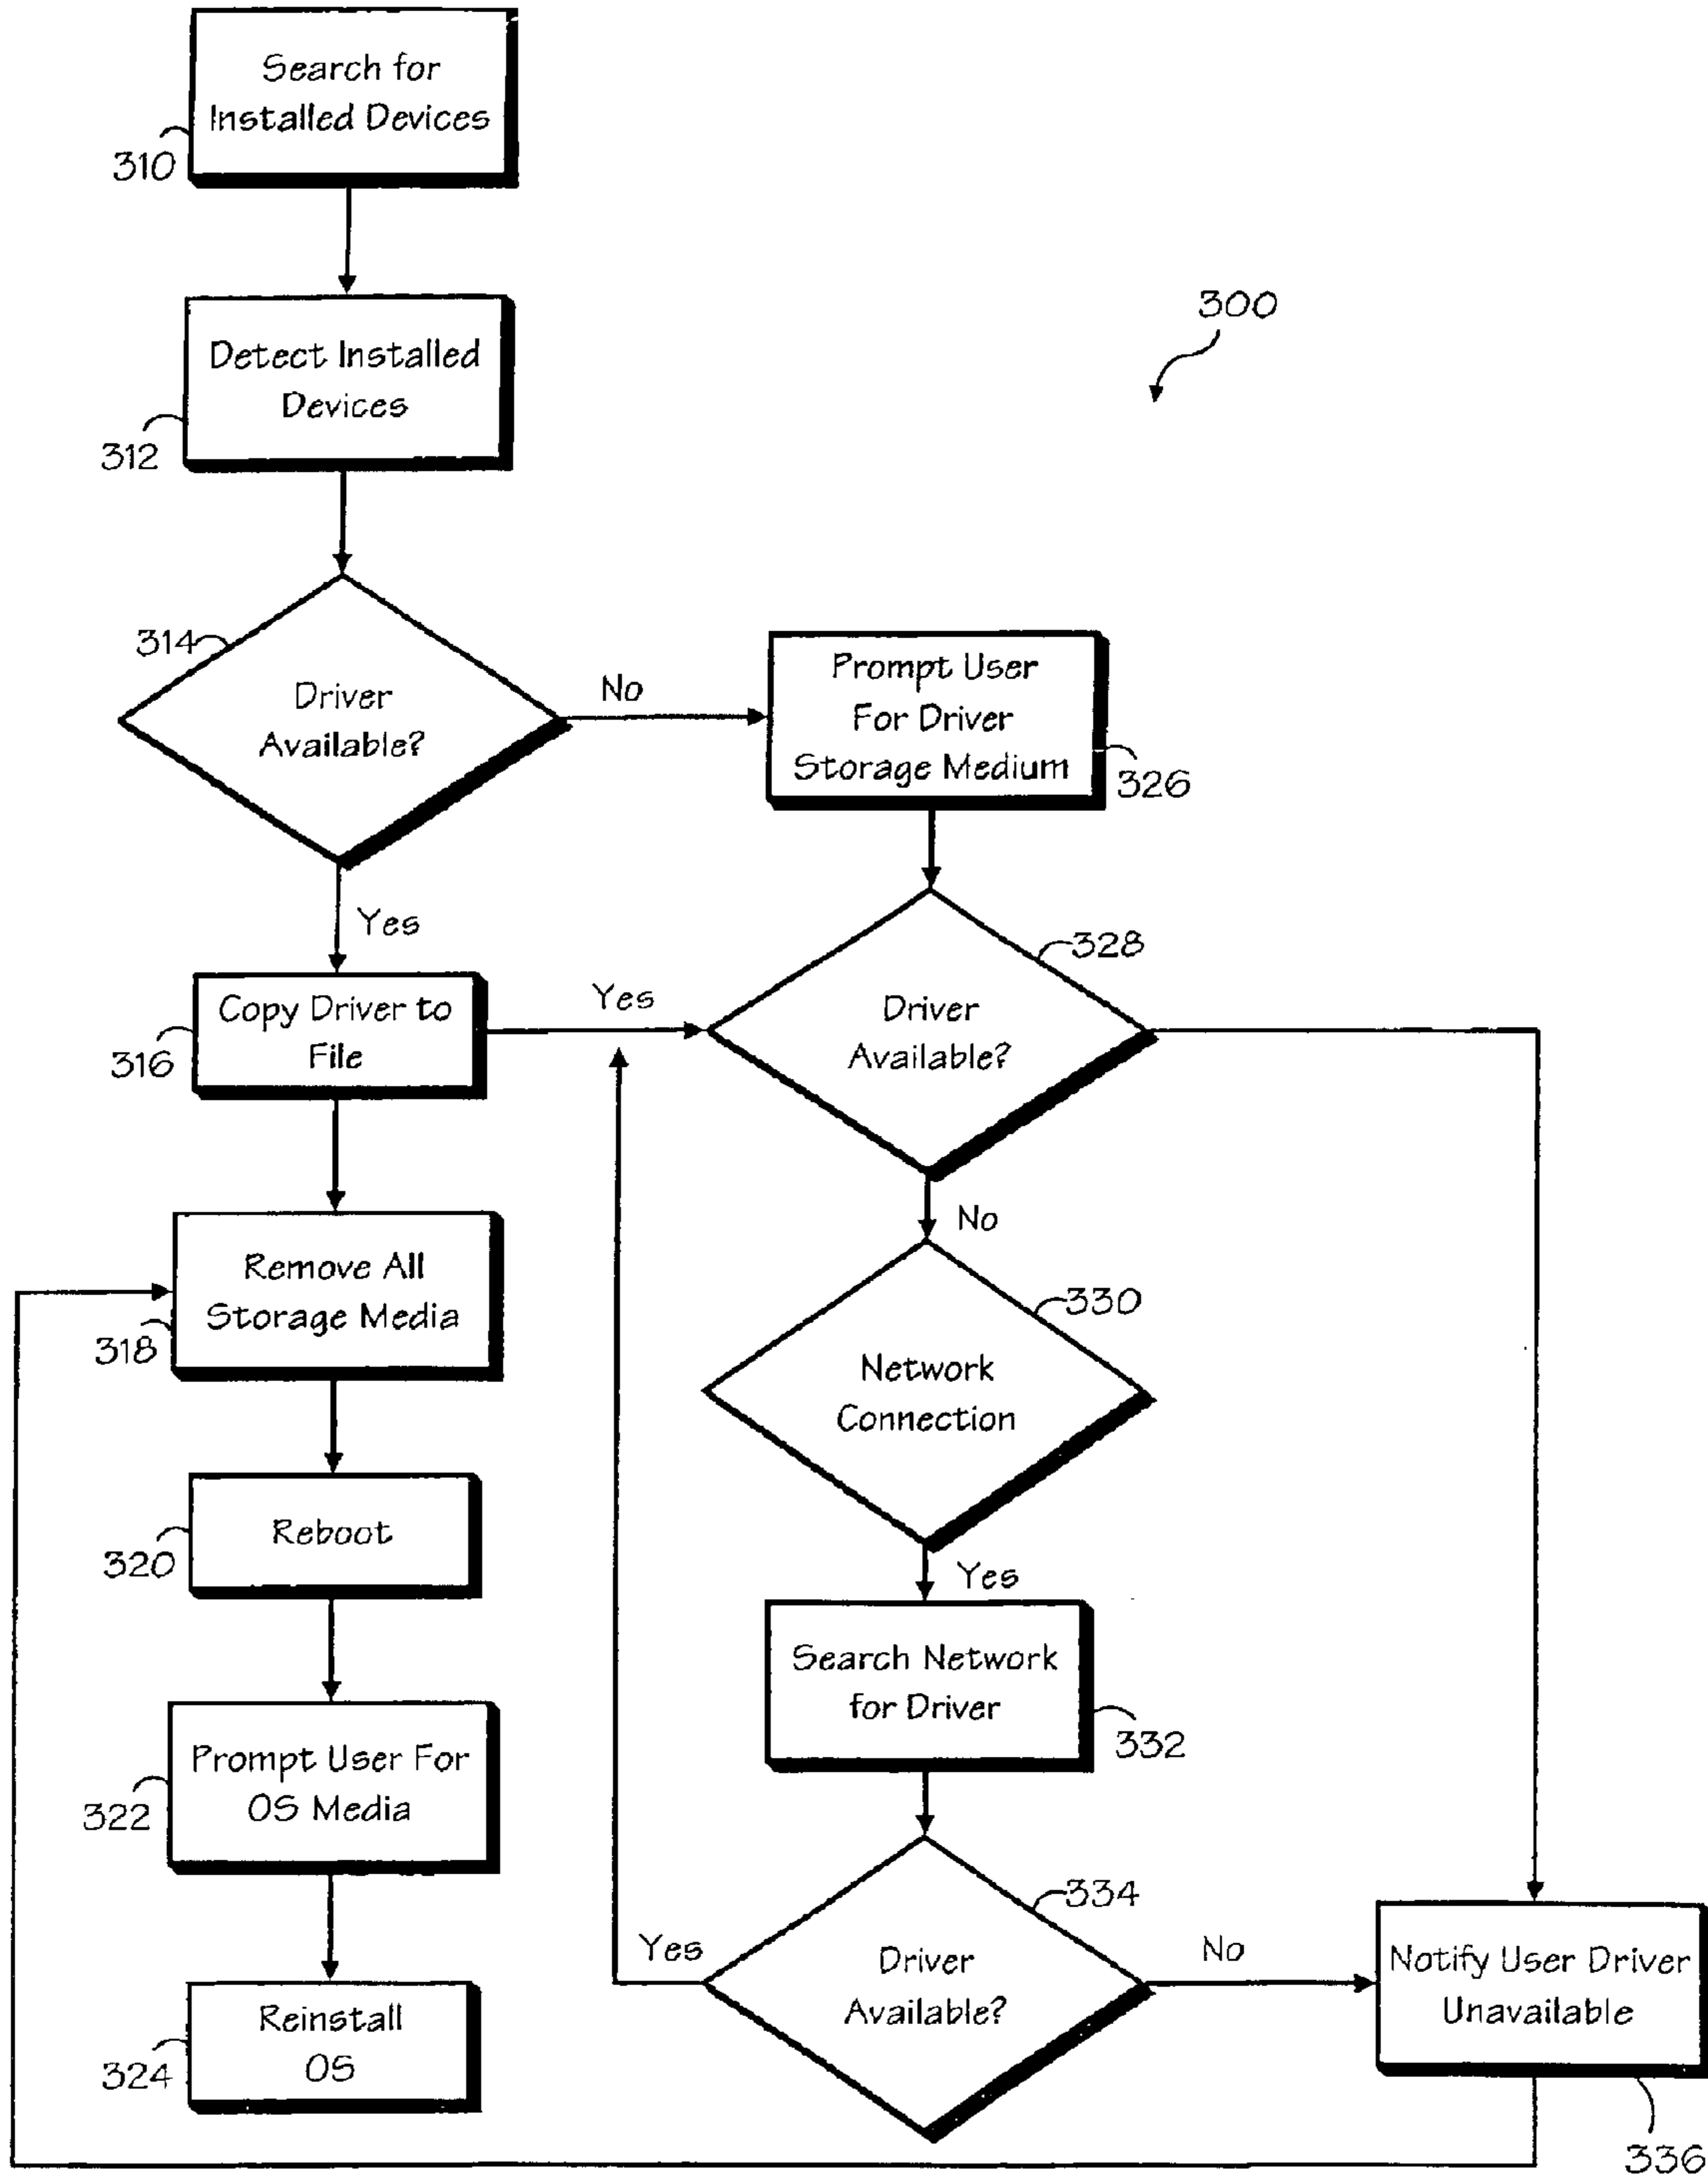 Search for
Installed Devices
310
Detect Installed
Devices
312
300
314
Driver
Available?
No
Prompt User
For Driver
Storage Medium
326
Yes
Copy Driver to
File
316
Yes
328
Driver
Available?
No
Remove All
Storage Media
318
330
Network
Connection
Yes
Reboot
320
Search Network
for Driver
332
Prompt User For
OS Media
322
334
Driver
Available?
Yes
No
Notify User Driver
Unavailable
336
Reinstall
OS
324